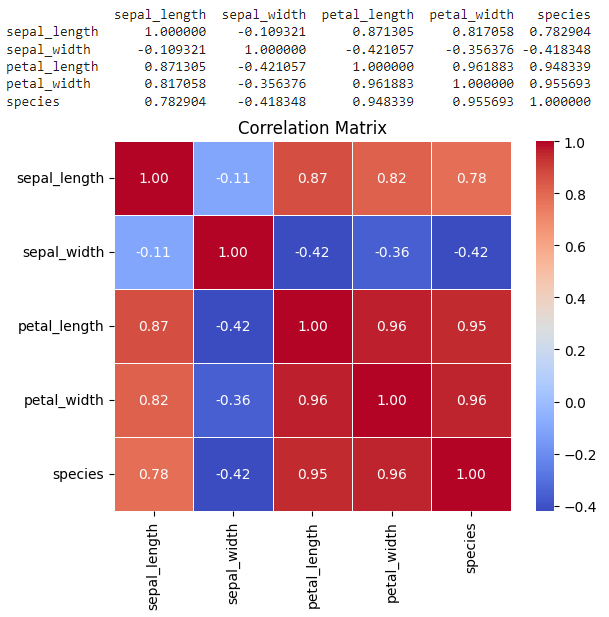 sepal_length sepal_width petal_length petal_width species
sepal_length 1.000000 -0.109321 0.871305 0.817058 0.782904
sepal_width -0.109321 1.000000 -0.421057 -0.356376 -0.418348
petal_length 0.871305 -0.421057 1.000000 0.961883 0.948339
petal_width 0.817058 -0.356376 0.961883 1.000000 0.955693
species 0.782904 -0.418348 0.948339 0.955693 1.000000
Correlation Matrix
sepal_length 1.00 -0.11 0.87 0.82 0.78
sepal_width -0.11 1.00 -0.42 -0.36 -0.42
petal_length 0.87 -0.42 1.00 0.96 0.95
petal_width 0.82 -0.36 0.96 1.00 0.96
species 0.78 -0.42 0.95 0.96 1.00
sepal_length
sepal_width
petal_length
petal_width
species
1.0
0.8
0.6
0.4
0.2
0.0
−0.2
−0.4